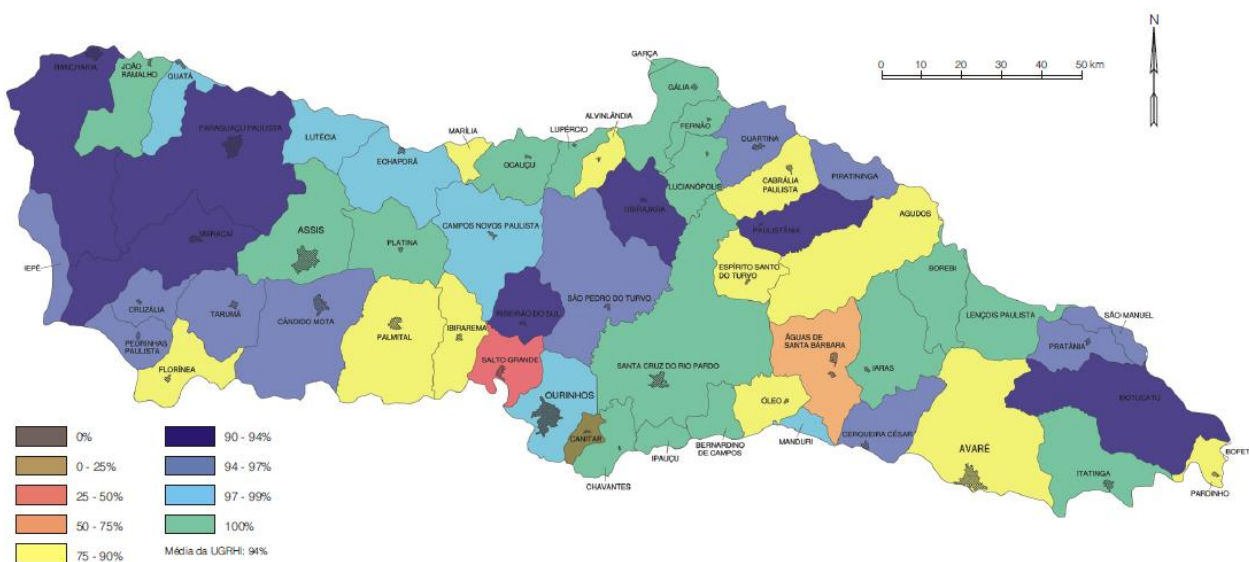 N
0 10 20 30 40 50 km
GARÇA
GÁLIA
RANCHARIA
JOÃO
RAMALHO
QUATÁ
PARAGUAÇU PAULISTA
LUTÉCIA
ECHAPORÃ
MARÍLIA
OCAUÇU
LUPÉRCIO
ALVINLÂNDIA
FERNÃO
DUARTINA
LUCIANÓPOLIS
CABRÁLIA
PAULISTA
PIRATININGA
UBIRAJARA
PAULISTÂNIA
AGUDOS
ASSIS
PLATINA
CAMPOS NOVOS PAULISTA
IEPÊ
MARACAÍ
CRUZÁLIA
TARUMÃ
CÂNDIDO MOTA
PEDRINHAS
PAULISTA
FLORÍNEA
PALMITAL
IBIRAREMA
RIBEIRÃO DO SUL
SÃO PEDRO DO TURVO
ESPÍRITO SANTO
DO TURVO
BOREBI
LENÇOIS PAULISTA
SÃO MANUEL
PRATÂNIA
SALTO GRANDE
SANTA CRUZ DO RIO PARDO
ÁGUAS DE
SANTA BÁRBARA
IARAS
OURINHOS
CANITAR
CHAVANTES
IPAUÇU
BERNARDINO
DE CAMPOS
ÓLEO
MANDURI
CERQUEIRA CÉSAR
AVARÉ
ITATINGA
BOFET
PARDINHO
0%
0 - 25%
25 - 50%
50 - 75%
75 - 90%
90 - 94%
94 - 97%
97 - 99%
100%
Média da UGRHI: 94%